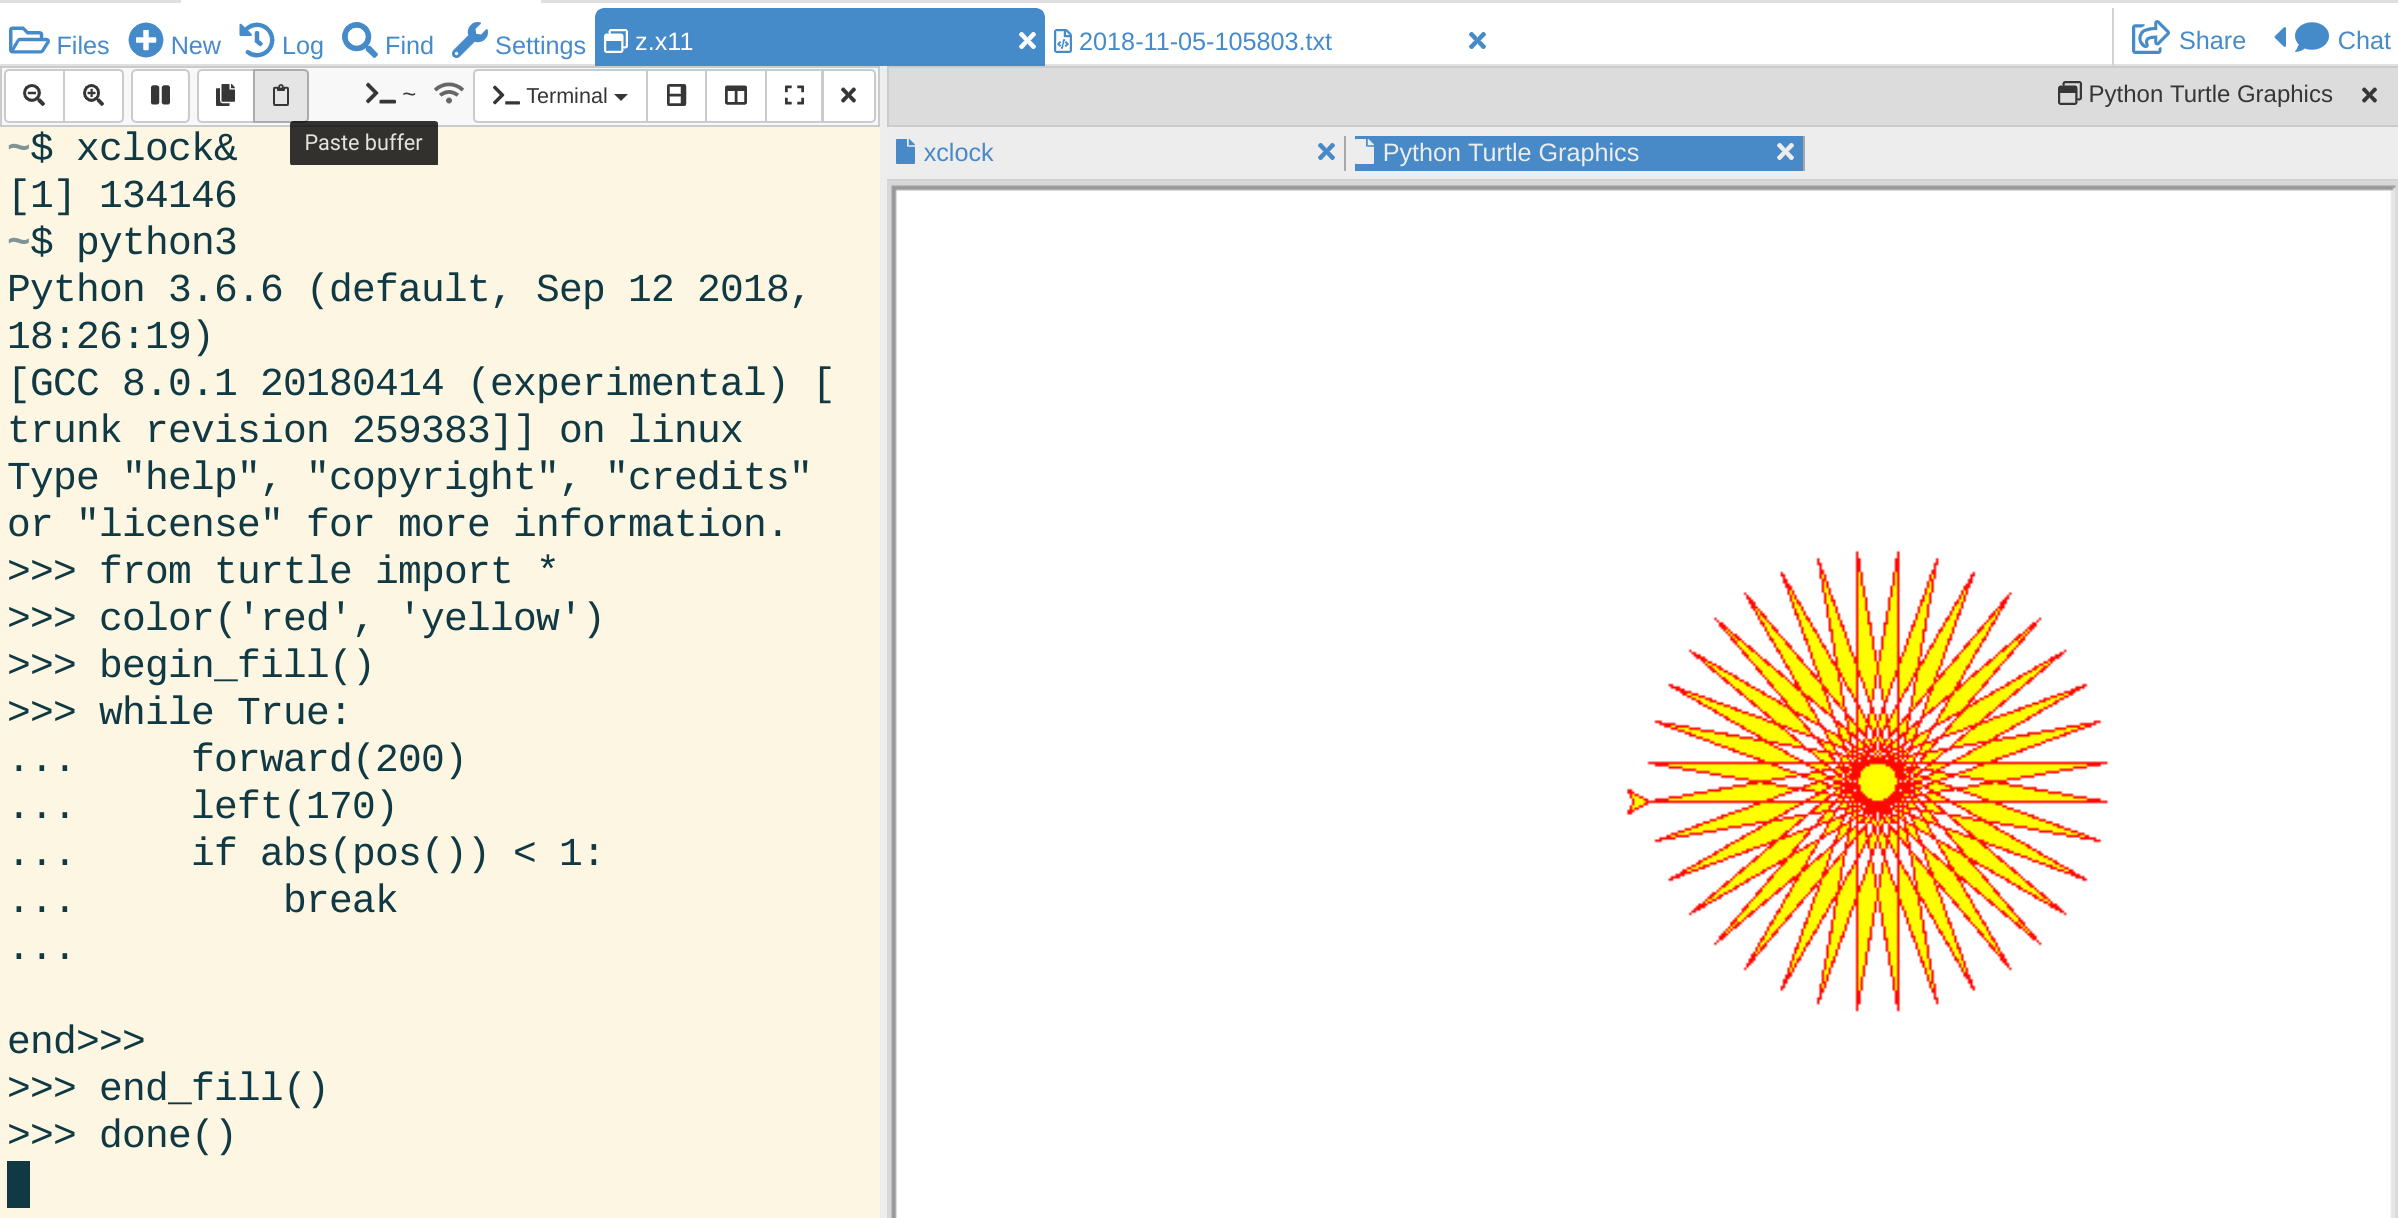 Files New Log Find Settings z.x11 2018-11-05-105803.txt Share Chat
~ Terminal Python Turtle Graphics
Paste buffer
xclock Python Turtle Graphics
~$ xclock&
[1] 134146
~$ python3
Python 3.6.6 (default, Sep 12 2018,
18:26:19)
[GCC 8.0.1 20180414 (experimental) [
trunk revision 259383]] on linux
Type "help", "copyright", "credits"
or "license" for more information.
>>> from turtle import *
>>> color('red', 'yellow')
>>> begin_fill()
>>> while True:
...     forward(200)
...     left(170)
...     if abs(pos()) < 1:
...         break
...
end>>>
>>> end_fill()
>>> done()